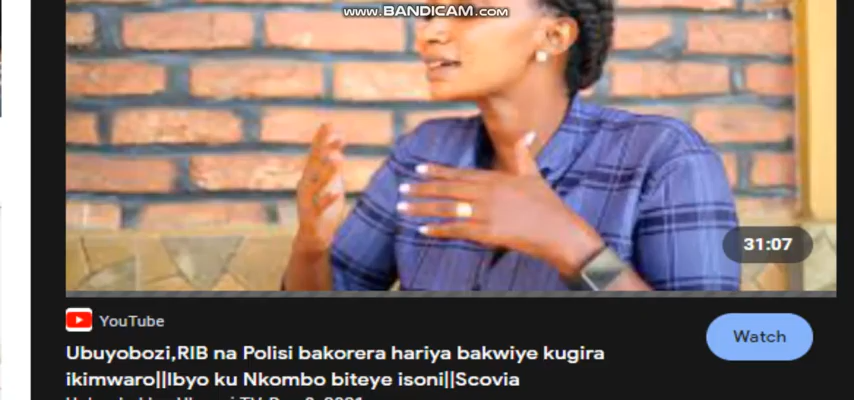 www.BANDICAM.com
31:07
YouTube
Watch
Ubuyobozi,RIB na Polisi bakorera hariya bakwiye kugira
ikimwaro||Ibyo ku Nkombo biteye isoni||Scovia